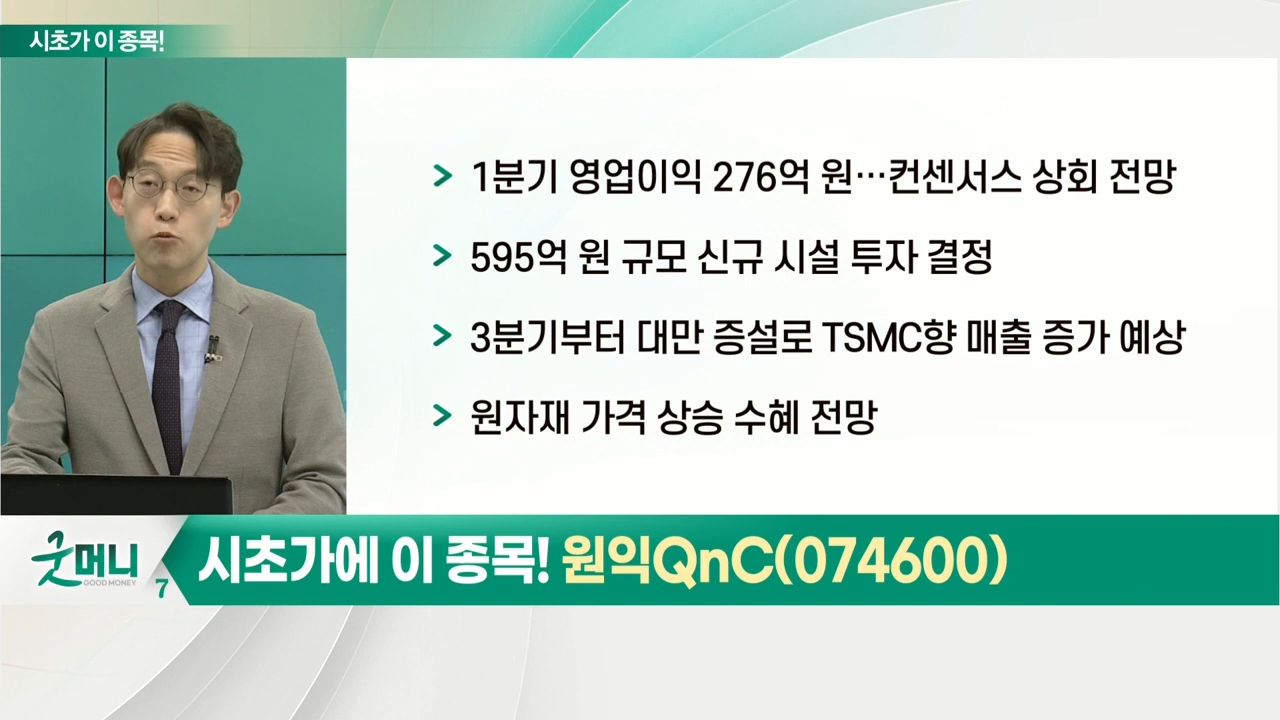 시초가 이 종목!
> 1분기 영업이익 276억 원…컨센서스 상회 전망
> 595억 원 규모 신규 시설 투자 결정
> 3분기부터 대만 증설로 TSMC향 매출 증가 예상
> 원자재 가격 상승 수혜 전망
굿머니
GOOD MONEY
7
시초가에 이 종목! 원익QnC(074600)